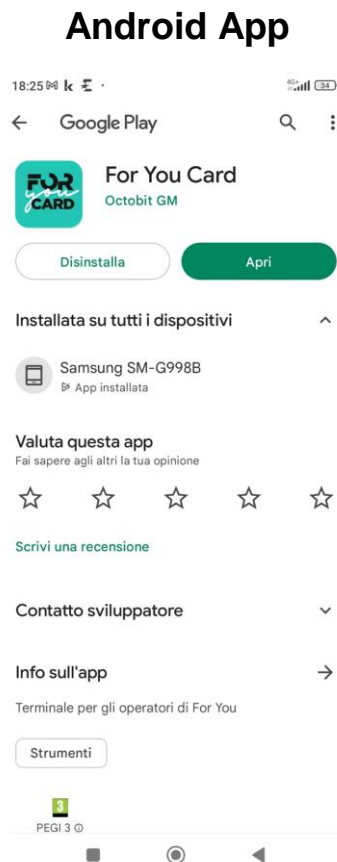 Android App
18:25
4G+ 34
Google Play
FOR you CARD
For You Card
Octobit GM
Disinstalla
Apri
Installata su tutti i dispositivi
Samsung SM-G998B
App installata
Valuta questa app
Fai sapere agli altri la tua opinione
Scrivi una recensione
Contatto sviluppatore
Info sull'app
Terminale per gli operatori di For You
Strumenti
3
PEGI 3